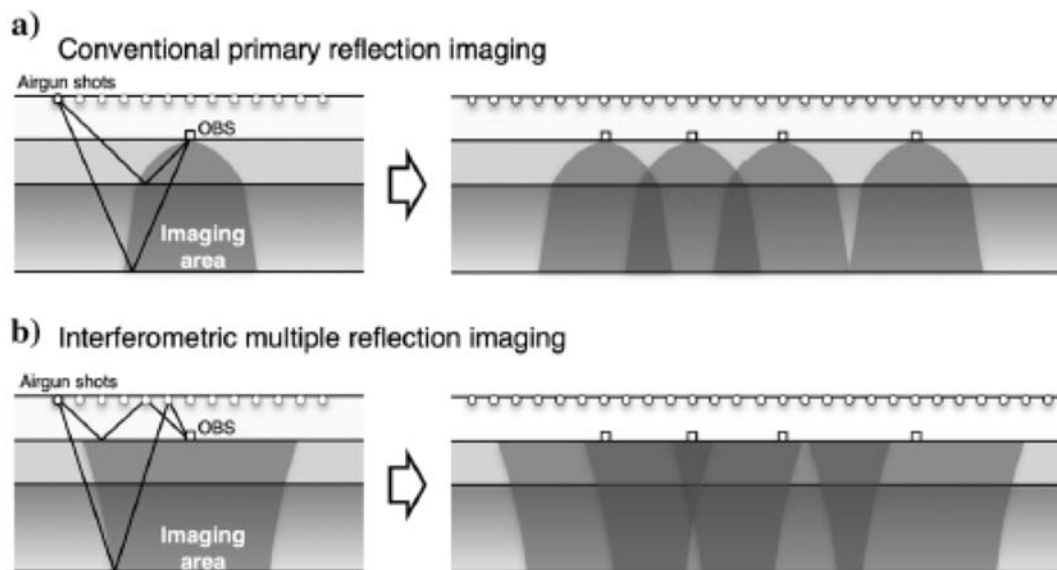 a)
Conventional primary reflection imaging
Airgun shots
OBS
Imaging
area
b)
Interferometric multiple reflection imaging
Airgun shots
OBS
Imaging
area